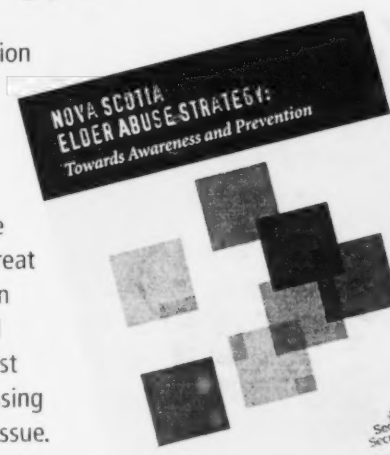 ion
NOVA SCOTIA:
ELDER ABUSE STRATEGY:
Towards Awareness and Prevention
e
reat
n
st
sing
ssue.